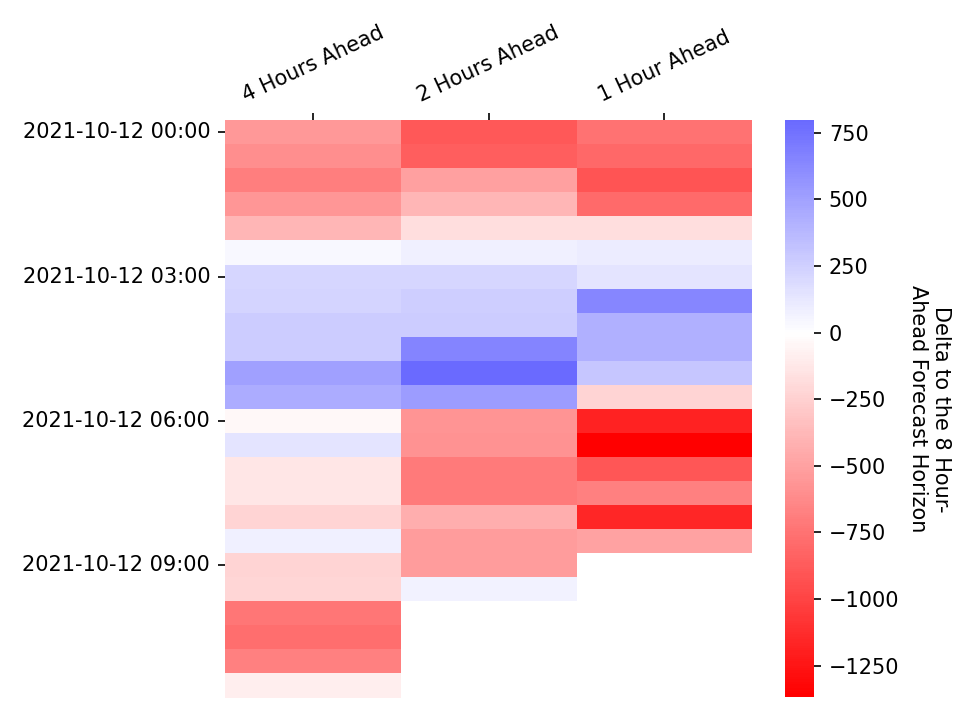 4 Hours Ahead
2 Hours Ahead
1 Hour Ahead
2021-10-12 00:00
2021-10-12 03:00
2021-10-12 06:00
2021-10-12 09:00
750
500
250
0
−250
−500
−750
−1000
−1250
Delta to the 8 Hour-
Ahead Forecast Horizon